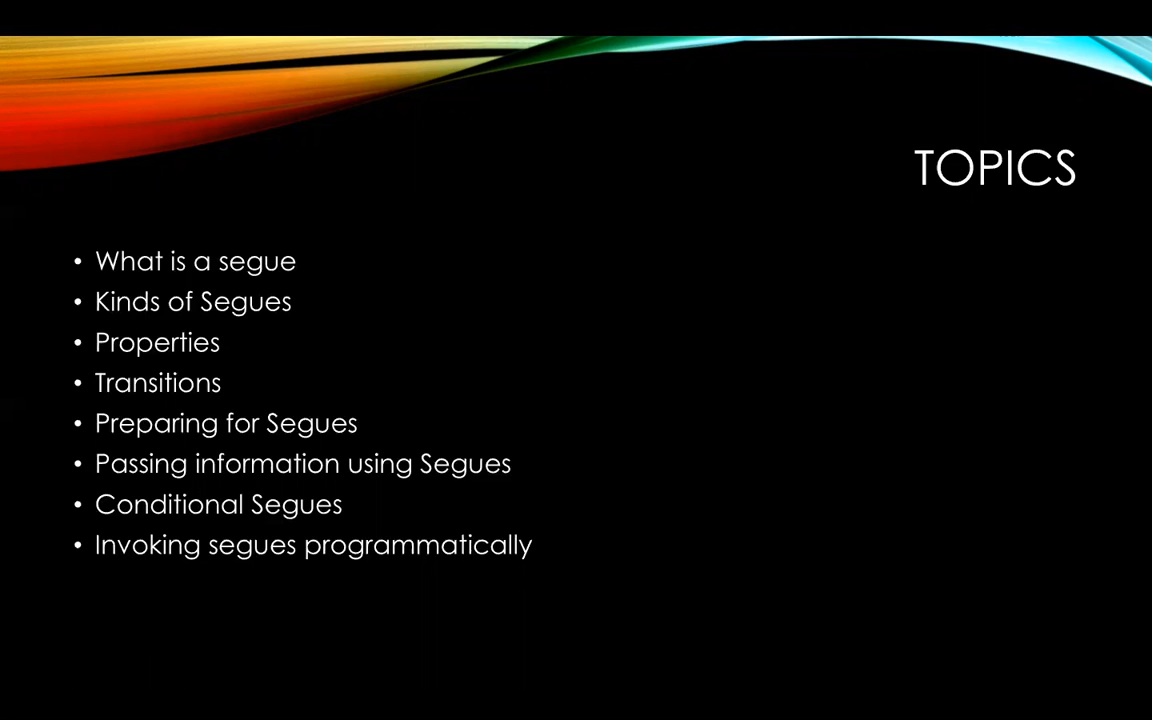 TOPICS
• What is a segue
• Kinds of Segues
• Properties
• Transitions
• Preparing for Segues
• Passing information using Segues
• Conditional Segues
• Invoking segues programmatically